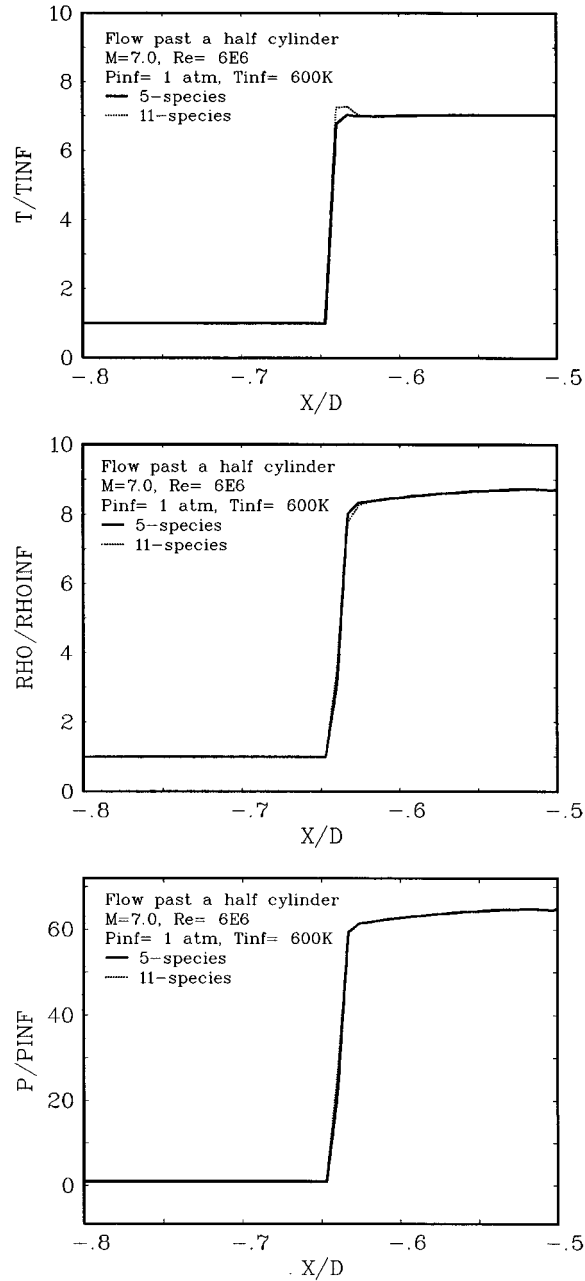 10
8
6
4
2
0
T/TINF
Flow past a half cylinder
M=7.0, Re= 6E6
Pinf= 1 atm, Tinf= 600K
5-species
11-species
-.8
-.7
-.6
-.5
X/D
10
8
6
4
2
0
RHO/RHOINF
Flow past a half cylinder
M=7.0, Re= 6E6
Pinf= 1 atm, Tinf= 600K
5-species
11-species
-.8
-.7
-.6
-.5
X/D
60
40
20
0
P/PINF
Flow past a half cylinder
M=7.0, Re= 6E6
Pinf= 1 atm, Tinf= 600K
5-species
11-species
-.8
-.7
-.6
-.5
X/D